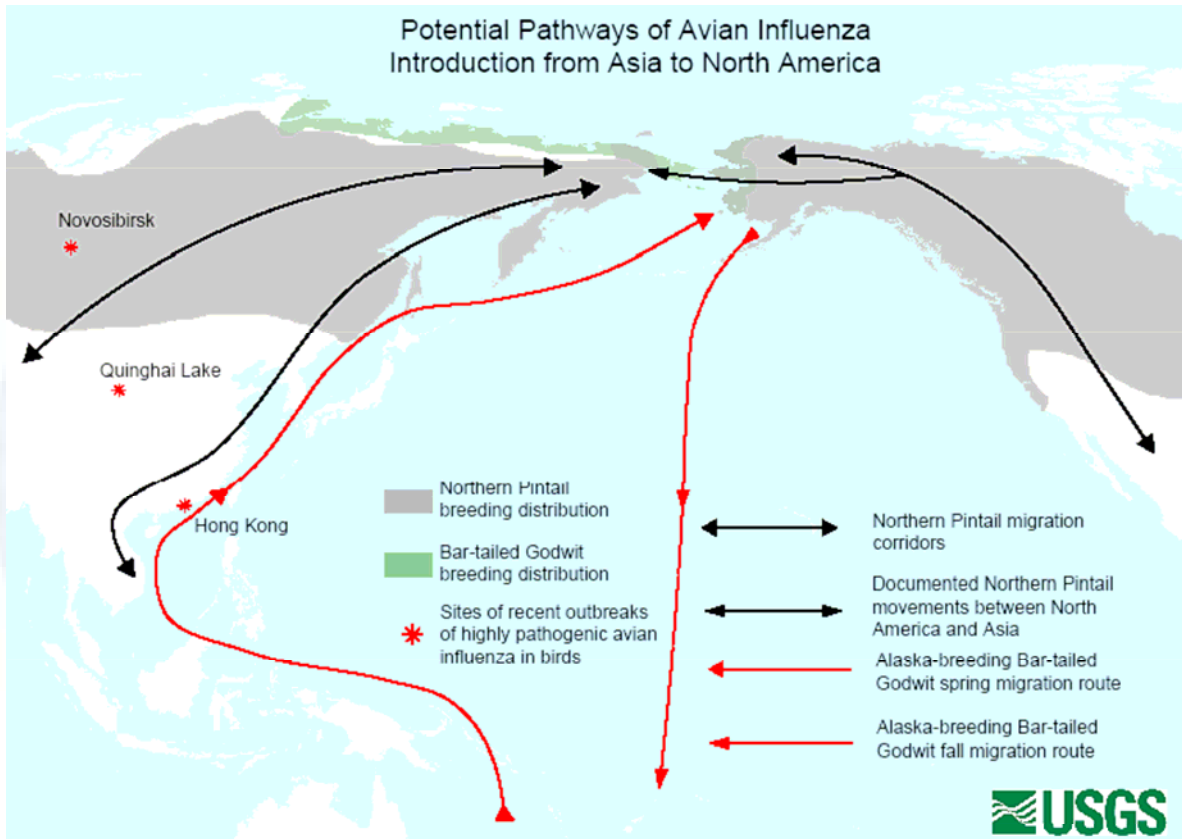 Potential Pathways of Avian Influenza
Introduction from Asia to North America
Novosibirsk
Quinghai Lake
Hong Kong
Northern Pintail
breeding distribution
Bar-tailed Godwit
breeding distribution
Sites of recent outbreaks
of highly pathogenic avian
influenza in birds
Northern Pintail migration
corridors
Documented Northern Pintail
movements between North
America and Asia
Alaska-breeding Bar-tailed
Godwit spring migration route
Alaska-breeding Bar-tailed
Godwit fall migration route
USGS